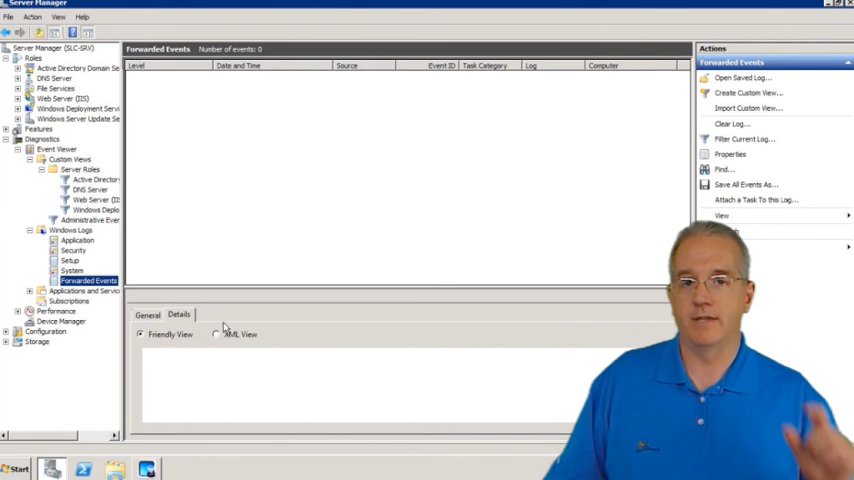 Server Manager
File Action View Help
Server Manager (SLC-SRV)
Roles
Active Directory Domain Se
DNS Server
File Services
Web Server (IIS)
Windows Deployment Servi
Windows Server Update Se
Features
Diagnostics
Event Viewer
Custom Views
Server Roles
Active Directory
DNS Server
Web Server (II
Windows Deplo
Administrative Ever
Windows Logs
Application
Security
Setup
System
Forwarded Events
Applications and Servic
Subscriptions
Performance
Device Manager
Configuration
Storage
Forwarded Events Number of events: 0
Level Date and Time Source Event ID Task Category Log Computer
General Details
Friendly View XML View
Actions
Forwarded Events
Open Saved Log...
Create Custom View...
Import Custom View...
Clear Log...
Filter Current Log...
Properties
Find...
Save All Events As...
Attach a Task To this Log...
View
Start